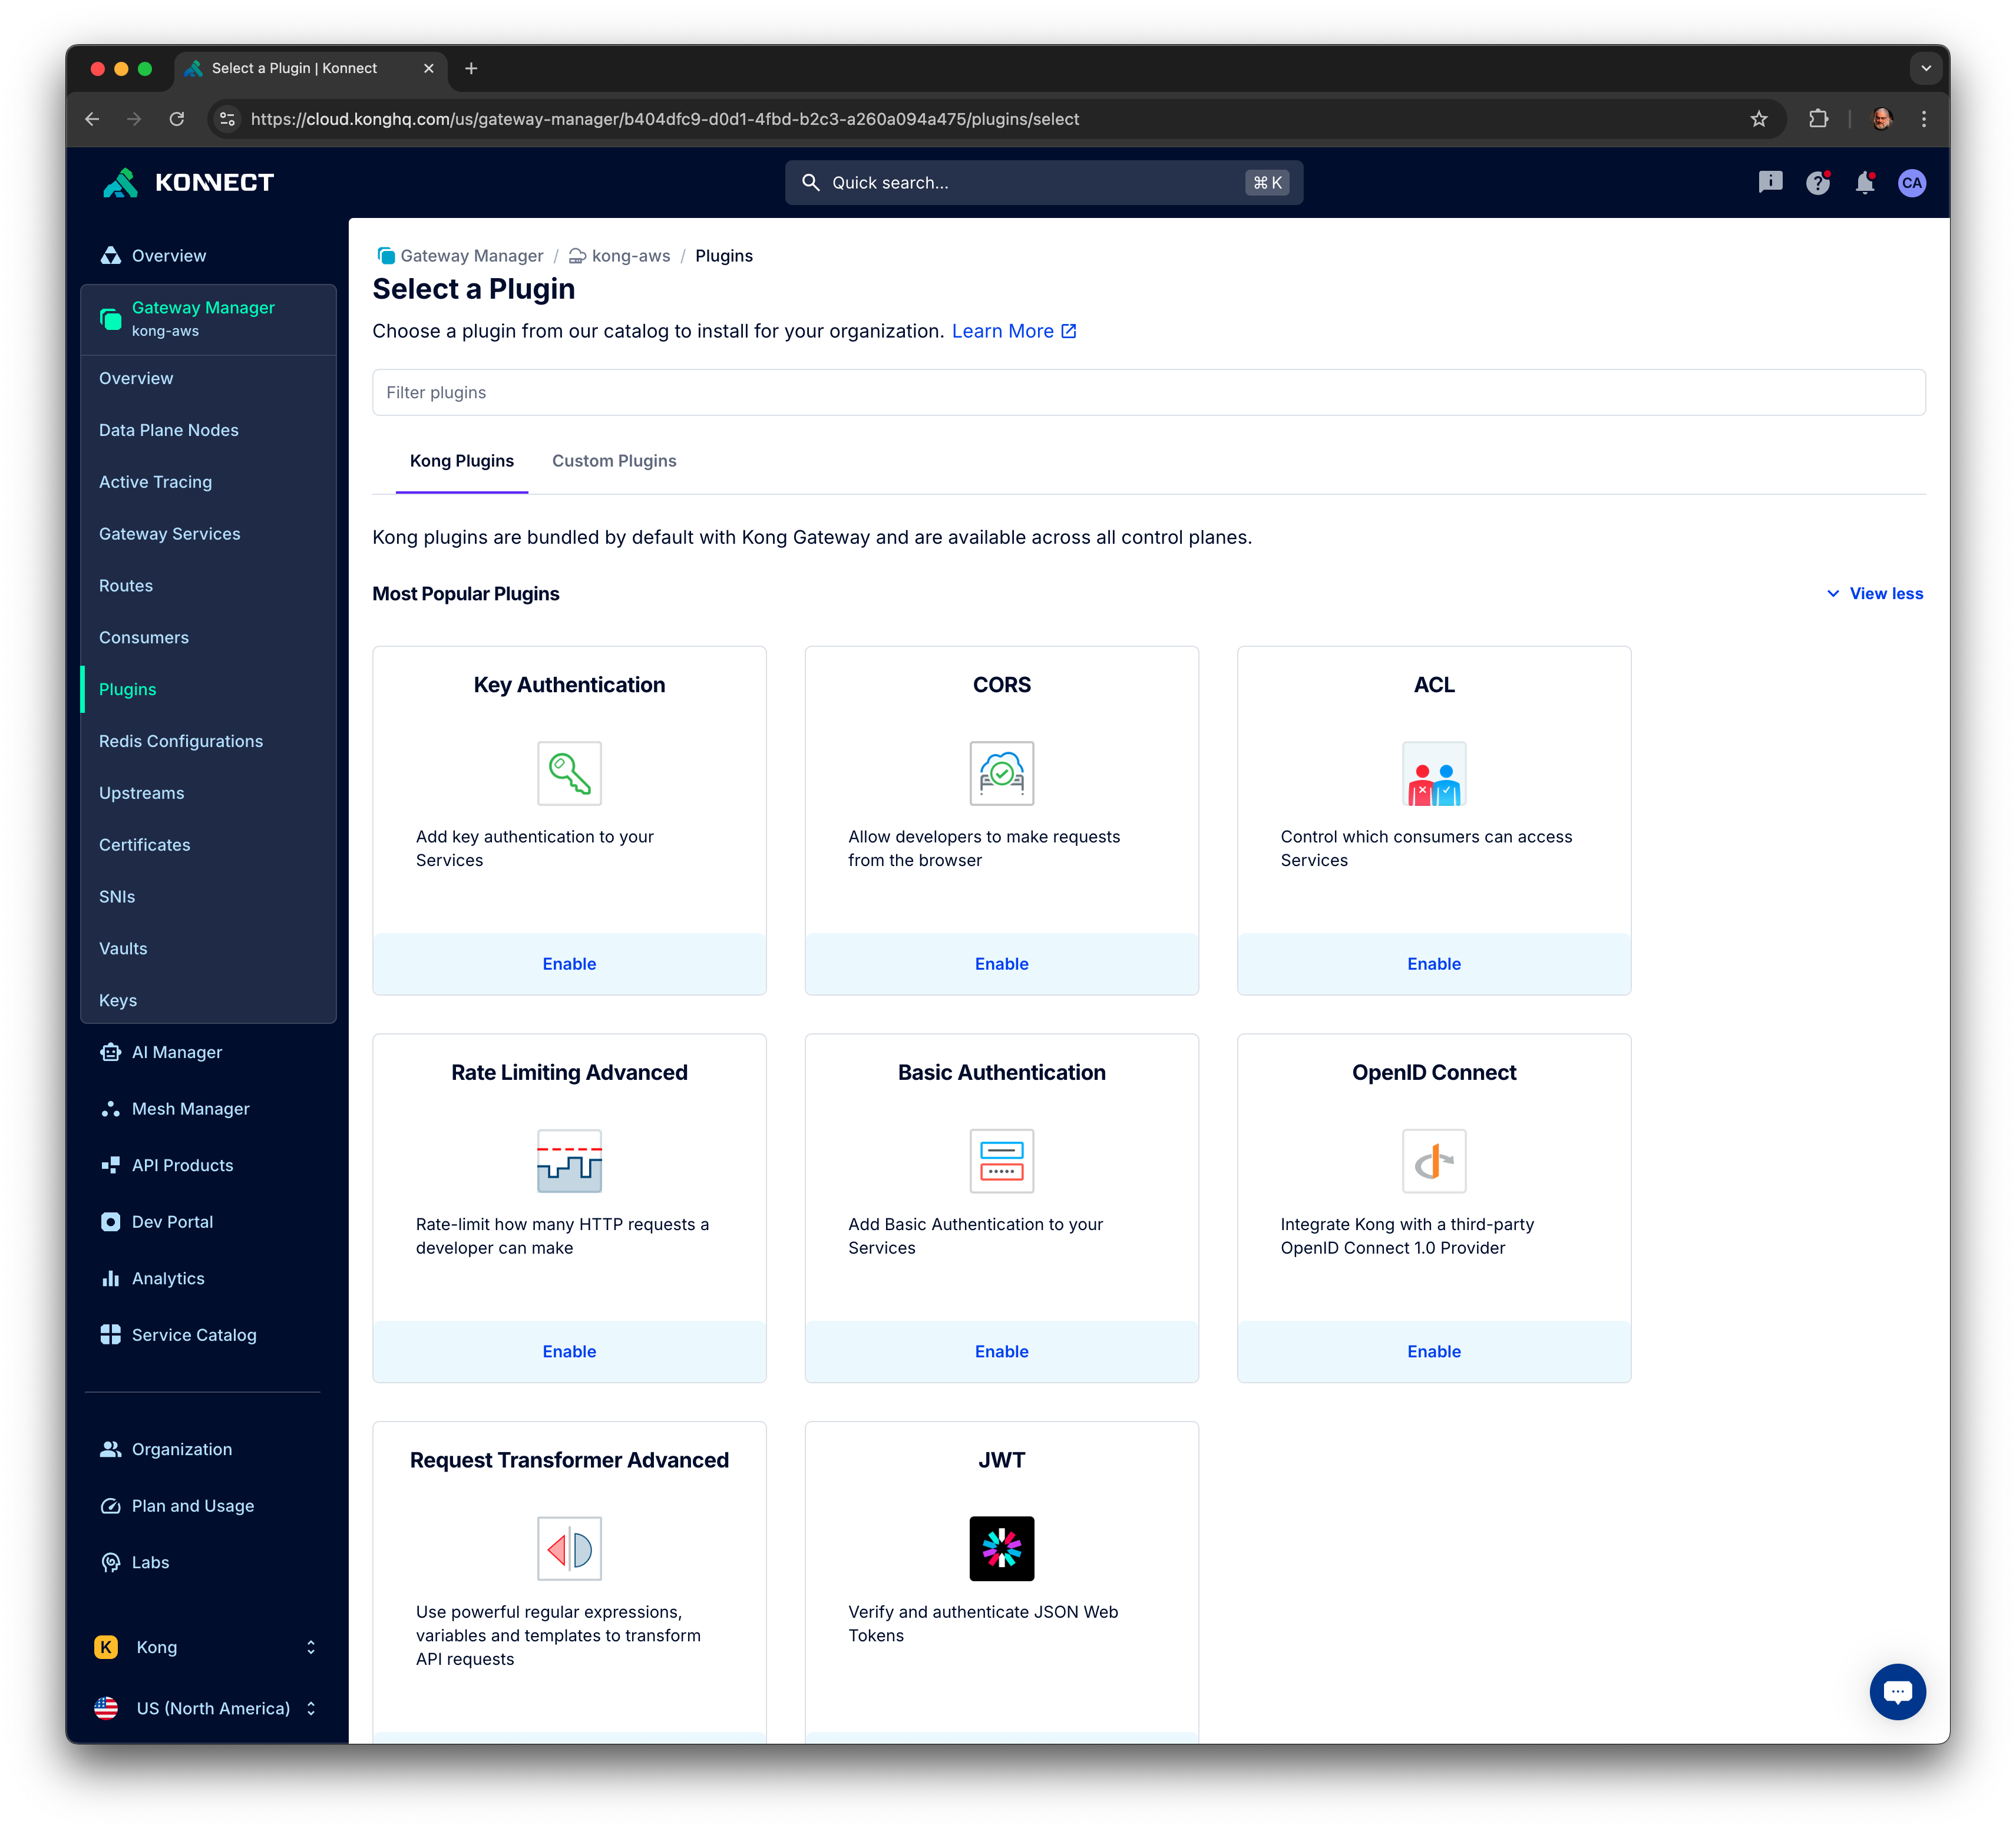 Select a Plugin | Konnect
https://cloud.konghq.com/us/gateway-manager/b404dfc9-d0d1-4fbd-b2c3-a260a094a475/plugins/select
KONNECT
Quick search...
⌘ K
CA
Overview
Gateway Manager
kong-aws
Overview
Data Plane Nodes
Active Tracing
Gateway Services
Routes
Consumers
Plugins
Redis Configurations
Upstreams
Certificates
SNIs
Vaults
Keys
AI Manager
Mesh Manager
API Products
Dev Portal
Analytics
Service Catalog
Organization
Plan and Usage
Labs
K Kong
US (North America)
Gateway Manager / kong-aws / Plugins
Select a Plugin
Choose a plugin from our catalog to install for your organization. Learn More
Filter plugins
Kong Plugins Custom Plugins
Kong plugins are bundled by default with Kong Gateway and are available across all control planes.
Most Popular Plugins
View less
Key Authentication
Add key authentication to your
Services
Enable
CORS
Allow developers to make requests
from the browser
Enable
ACL
Control which consumers can access
Services
Enable
Rate Limiting Advanced
Rate-limit how many HTTP requests a
developer can make
Enable
Basic Authentication
Add Basic Authentication to your
Services
Enable
OpenID Connect
Integrate Kong with a third-party
OpenID Connect 1.0 Provider
Enable
Request Transformer Advanced
Use powerful regular expressions,
variables and templates to transform
API requests
JWT
Verify and authenticate JSON Web
Tokens